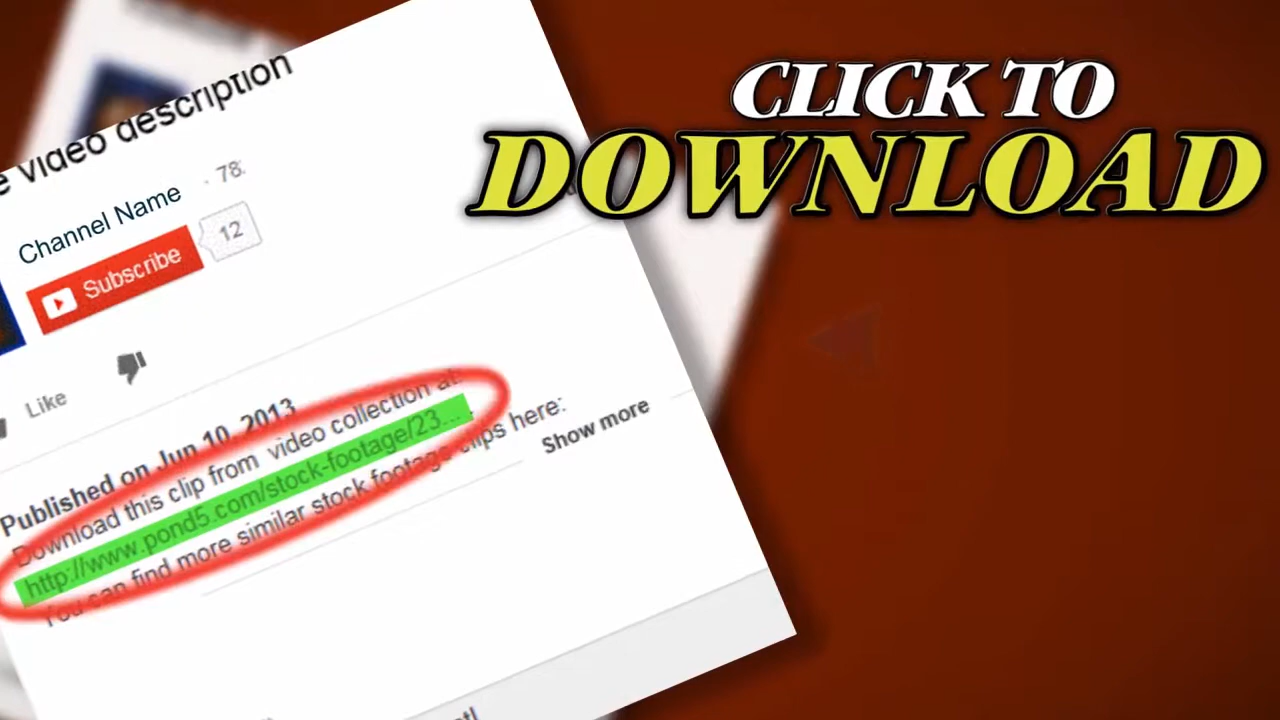 CLICK TO
DOWNLOAD
video description
Channel Name
78
Subscribe
12
Like
Published on Jun 10, 2013
Download this clip from video collection at
http://www.pond5.com/stock-footage/23...
You can find more similar stock footage clips here:
Show more